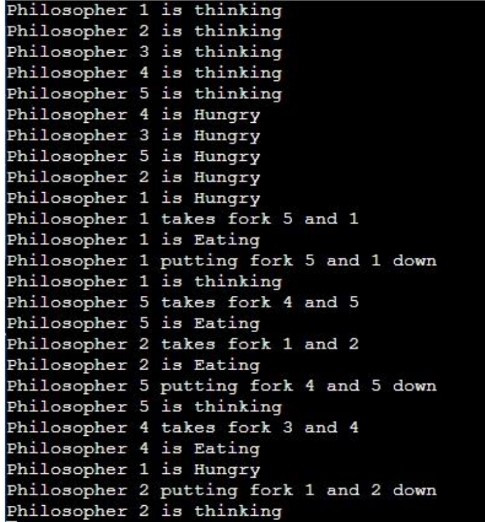 Philosopher 1 is thinking
Philosopher 2 is thinking
Philosopher 3 is thinking
Philosopher 4 is thinking
Philosopher 5 is thinking
Philosopher 4 is Hungry
Philosopher 3 is Hungry
Philosopher 5 is Hungry
Philosopher 2 is Hungry
Philosopher 1 is Hungry
Philosopher 1 takes fork 5 and 1
Philosopher 1 is Eating
Philosopher 1 putting fork 5 and 1 down
Philosopher 1 is thinking
Philosopher 5 takes fork 4 and 5
Philosopher 5 is Eating
Philosopher 2 takes fork 1 and 2
Philosopher 2 is Eating
Philosopher 5 putting fork 4 and 5 down
Philosopher 5 is thinking
Philosopher 4 takes fork 3 and 4
Philosopher 4 is Eating
Philosopher 1 is Hungry
Philosopher 2 putting fork 1 and 2 down
Philosopher 2 is thinking